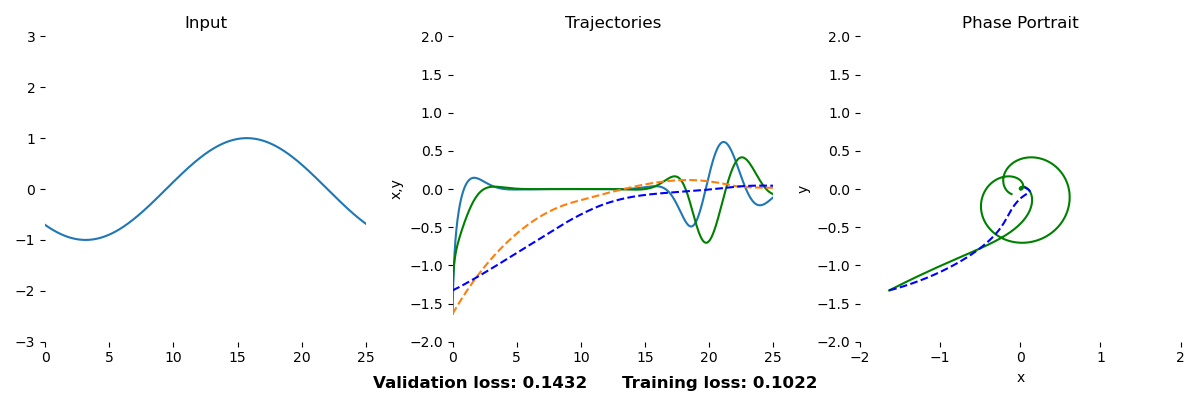 Input
3
2
1
0
−1
−2
−3
0 5 10 15 20 25
Trajectories
x,y
2.0
1.5
1.0
0.5
0.0
−0.5
−1.0
−1.5
−2.0
0 5 10 15 20 25
Phase Portrait
y
2.0
1.5
1.0
0.5
0.0
−0.5
−1.0
−1.5
−2.0
−2 −1 0 1 2
x
Validation loss: 0.1432 Training loss: 0.1022